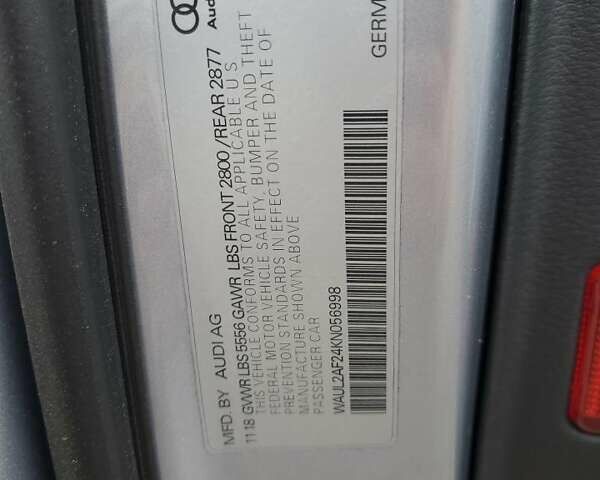 Aud
GERM
MFD. BY AUDI AG
11.18 GVWR LBS 5556 GAWR LBS FRONT 2800 / REAR 2877
THIS VEHICLE CONFORMS TO ALL APPLICABLE U S
FEDERAL MOTOR VEHICLE SAFETY, BUMPER AND THEFT
PREVENTION STANDARDS IN EFFECT ON THE DATE OF
MANUFACTURE SHOWN ABOVE
PASSENGER CAR
WAUL2AF24KN056998